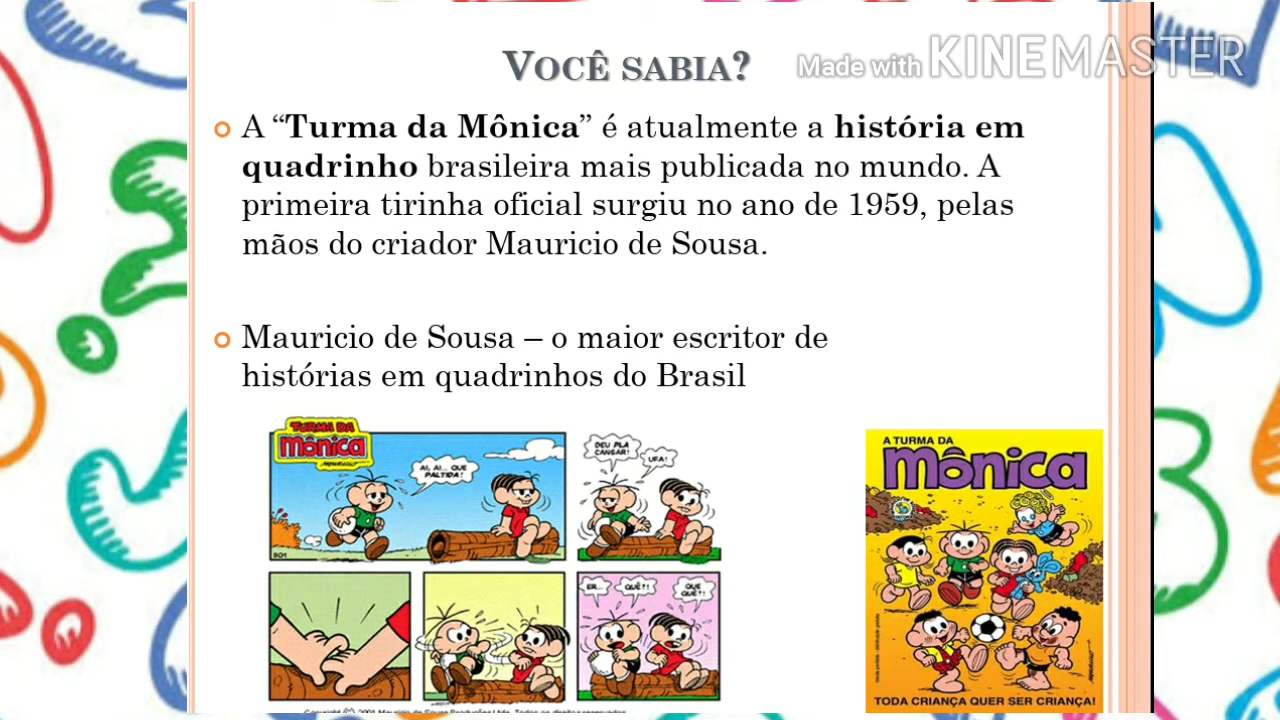 VOCÊ SABIA?
Made with KINEMASTER
A “Turma da Mônica” é atualmente a história em
quadrinho brasileira mais publicada no mundo. A
primeira tirinha oficial surgiu no ano de 1959, pelas
mãos do criador Mauricio de Sousa.
Mauricio de Sousa – o maior escritor de
histórias em quadrinhos do Brasil
TURMA DA
MÔNICA
AI, AI... QUE
PALTIDA!
DEU PLA
CANSAR!
UFA!
ER...
QUÊ?!
QUE
QUÊ?!
A TURMA DA
MÔNICA
TODA CRIANÇA QUER SER CRIANÇA!